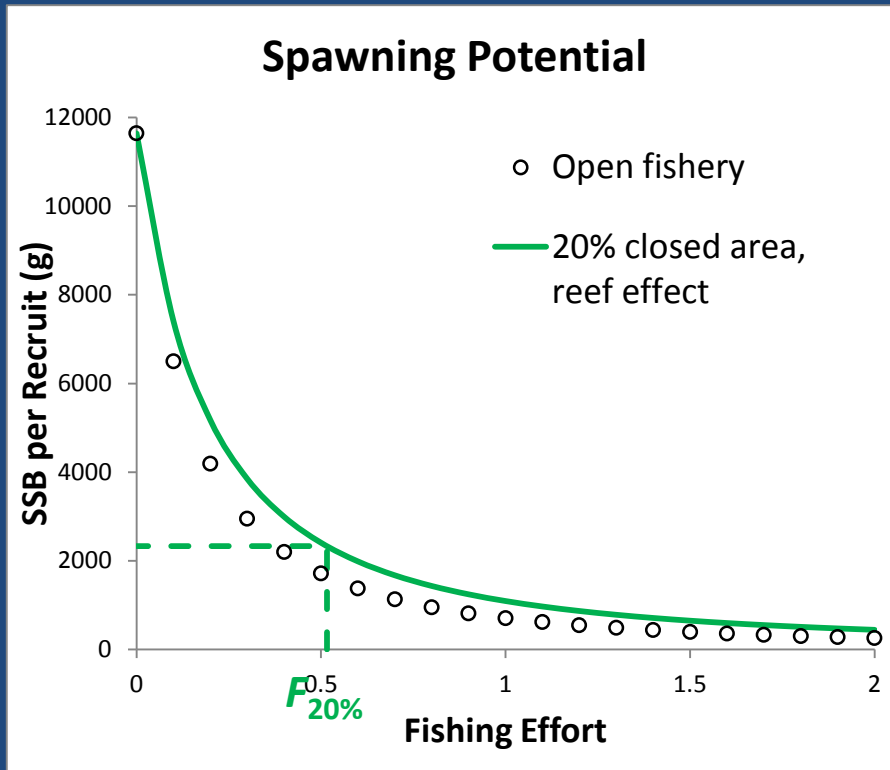 Spawning Potential
12000
10000
8000
6000
4000
2000
0
SSB per Recruit (g)
Open fishery
20% closed area,
reef effect
0 0.5 1 1.5 2
F20%
Fishing Effort